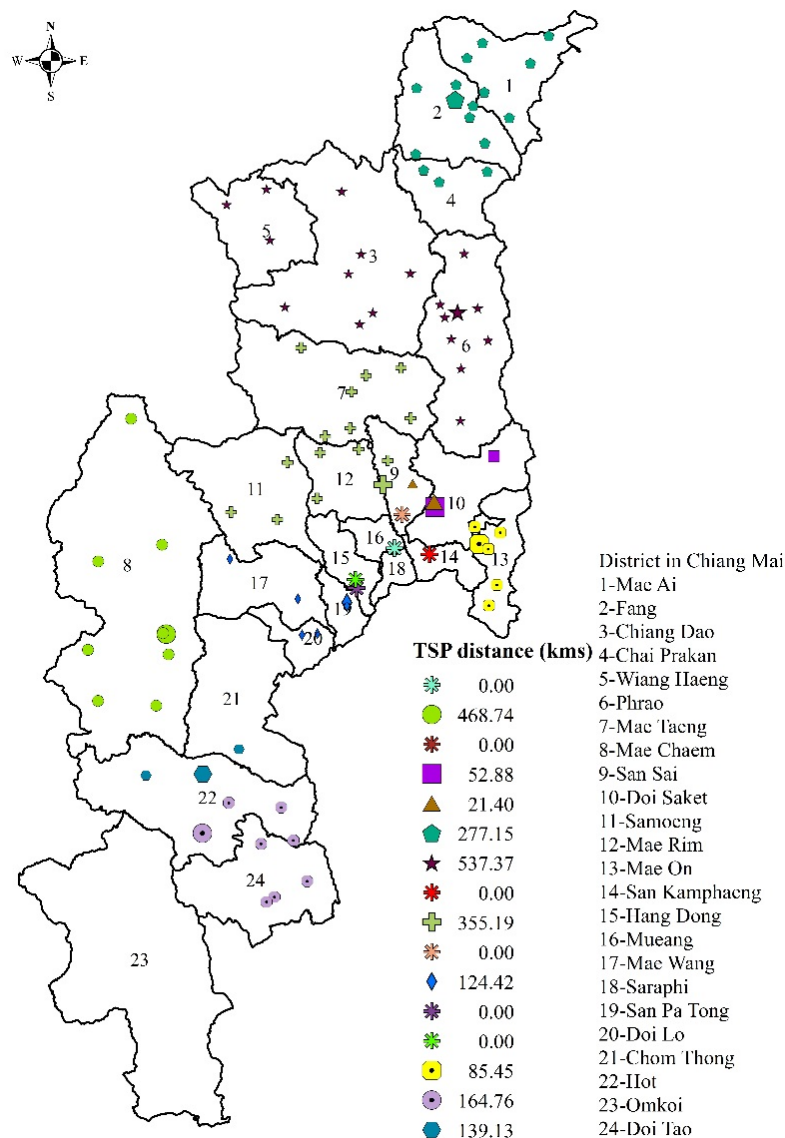 N
W E
S
1
2
4
5
3
6
7
9
12
11
10
16
15
18
14
13
8
17
19
20
21
22
24
23
TSP distance (kms)
0.00
468.74
0.00
52.88
21.40
277.15
537.37
0.00
355.19
0.00
124.42
0.00
0.00
85.45
164.76
139.13
District in Chiang Mai
1-Mae Ai
2-Fang
3-Chiang Dao
4-Chai Prakan
5-Wiang Haeng
6-Phrao
7-Mae Taeng
8-Mae Chaem
9-San Sai
10-Doi Saket
11-Samoeng
12-Mae Rim
13-Mae On
14-San Kamphaeng
15-Hang Dong
16-Mueang
17-Mae Wang
18-Saraphi
19-San Pa Tong
20-Doi Lo
21-Chom Thong
22-Hot
23-Omkoi
24-Doi Tao